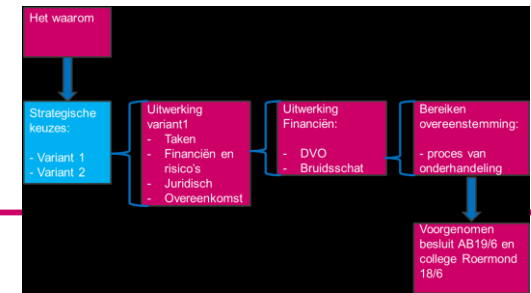 Het waarom
Strategische
keuzes:
- Variant 1
- Variant 2
Uitwerking
variant1
- Taken
- Financiën en
risico's
- Juridisch
- Overeenkomst
Uitwerking
Financiën:
- DVO
- Bruidsschat
Bereiken
overeenstemming:
- proces van
onderhandeling
Voorgenomen
besluit AB19/6 en
college Roermond
18/6